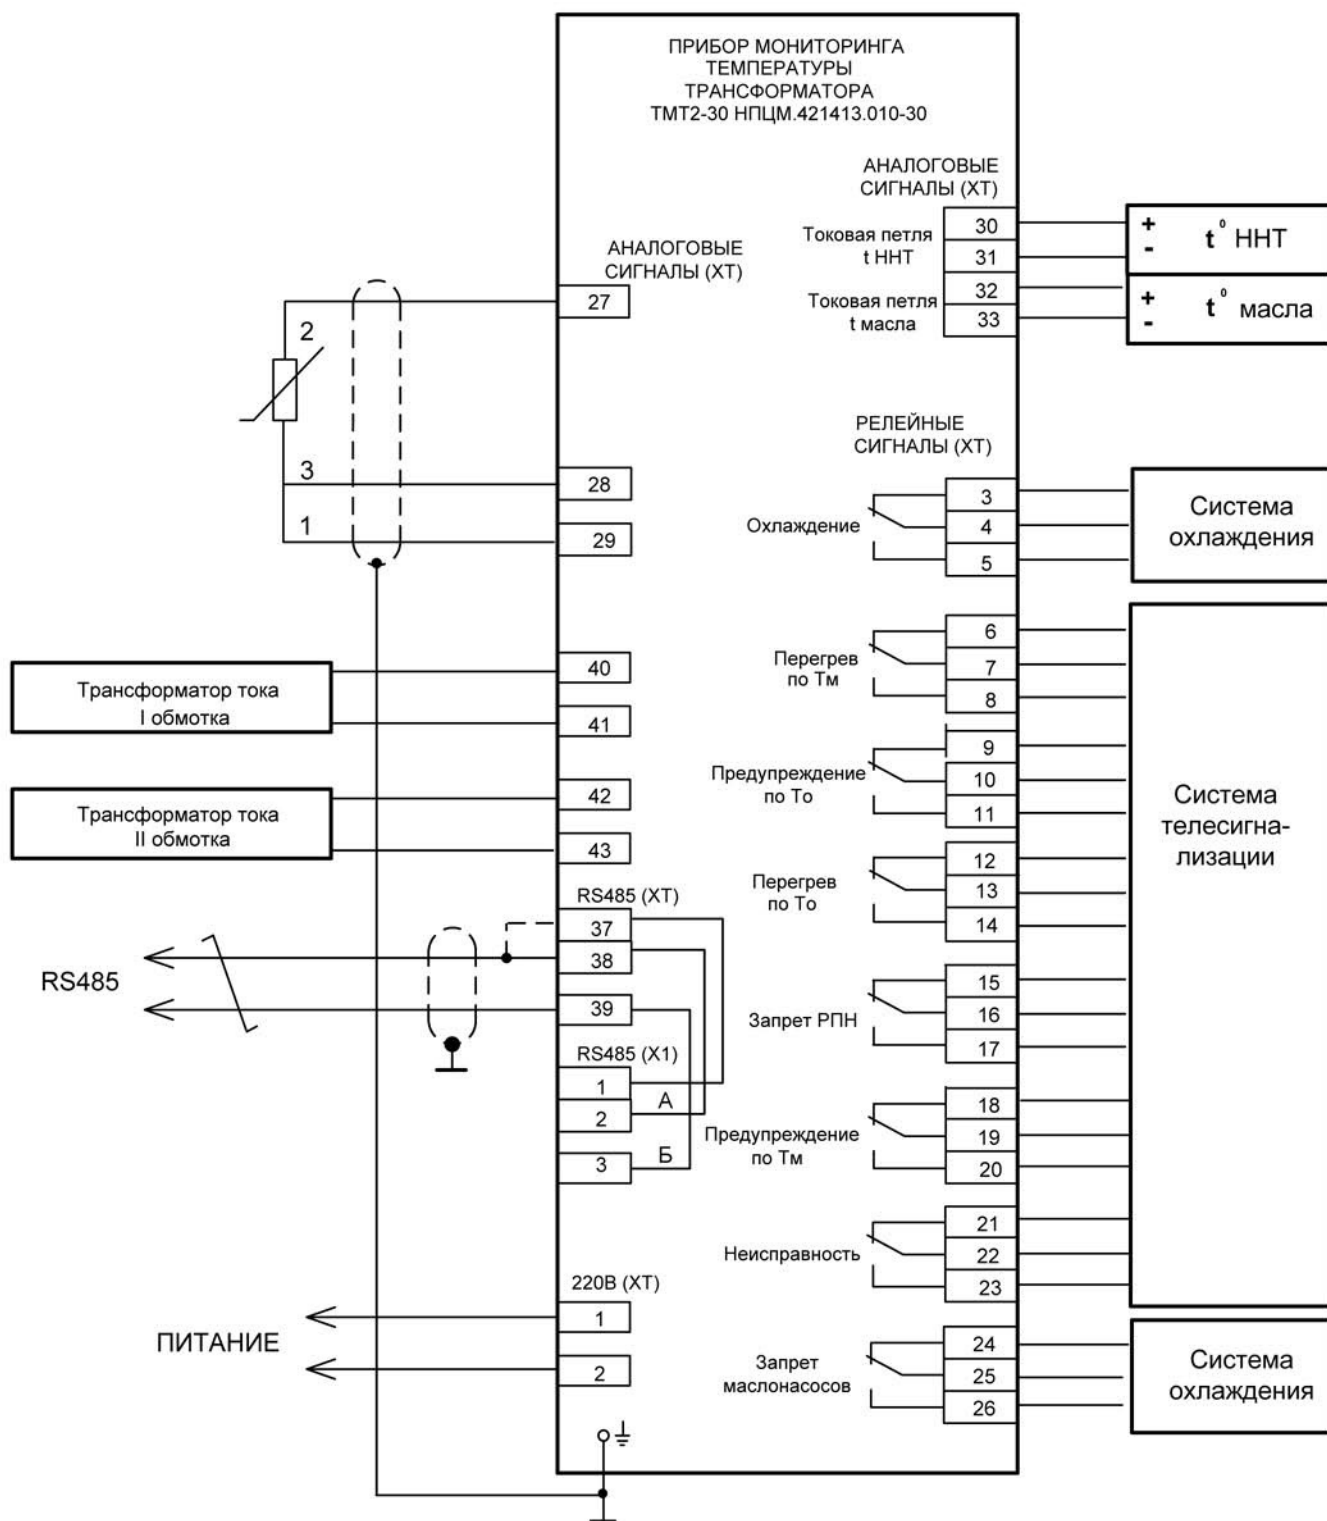 ПРИБОР МОНИТОРИНГА
ТЕМПЕРАТУРЫ
ТРАНСФОРМАТОРА
ТМТ2-30 НПЦМ.421413.010-30
АНАЛОГОВЫЕ
СИГНАЛЫ (ХТ)
27
2
3
28
1
29
Трансформатор тока
I обмотка
40
41
Трансформатор тока
II обмотка
42
43
RS485 (ХТ)
37
38
39
RS485
RS485 (Х1)
1
2
3
А
Б
220В (ХТ)
1
2
ПИТАНИЕ
АНАЛОГОВЫЕ
СИГНАЛЫ (ХТ)
Токовая петля
t ННТ
30
31
+
-
t° ННТ
Токовая петля
t масла
32
33
+
-
t° масла
РЕЛЕЙНЫЕ
СИГНАЛЫ (ХТ)
Охлаждение
3
4
5
Система
охлаждения
Перегрев
по Тм
6
7
8
Предупреждение
по То
9
10
11
Перегрев
по То
12
13
14
Запрет РПН
15
16
17
Предупреждение
по Тм
18
19
20
Неисправность
21
22
23
Система
телесигна-
лизации
Запрет
маслонасосов
24
25
26
Система
охлаждения